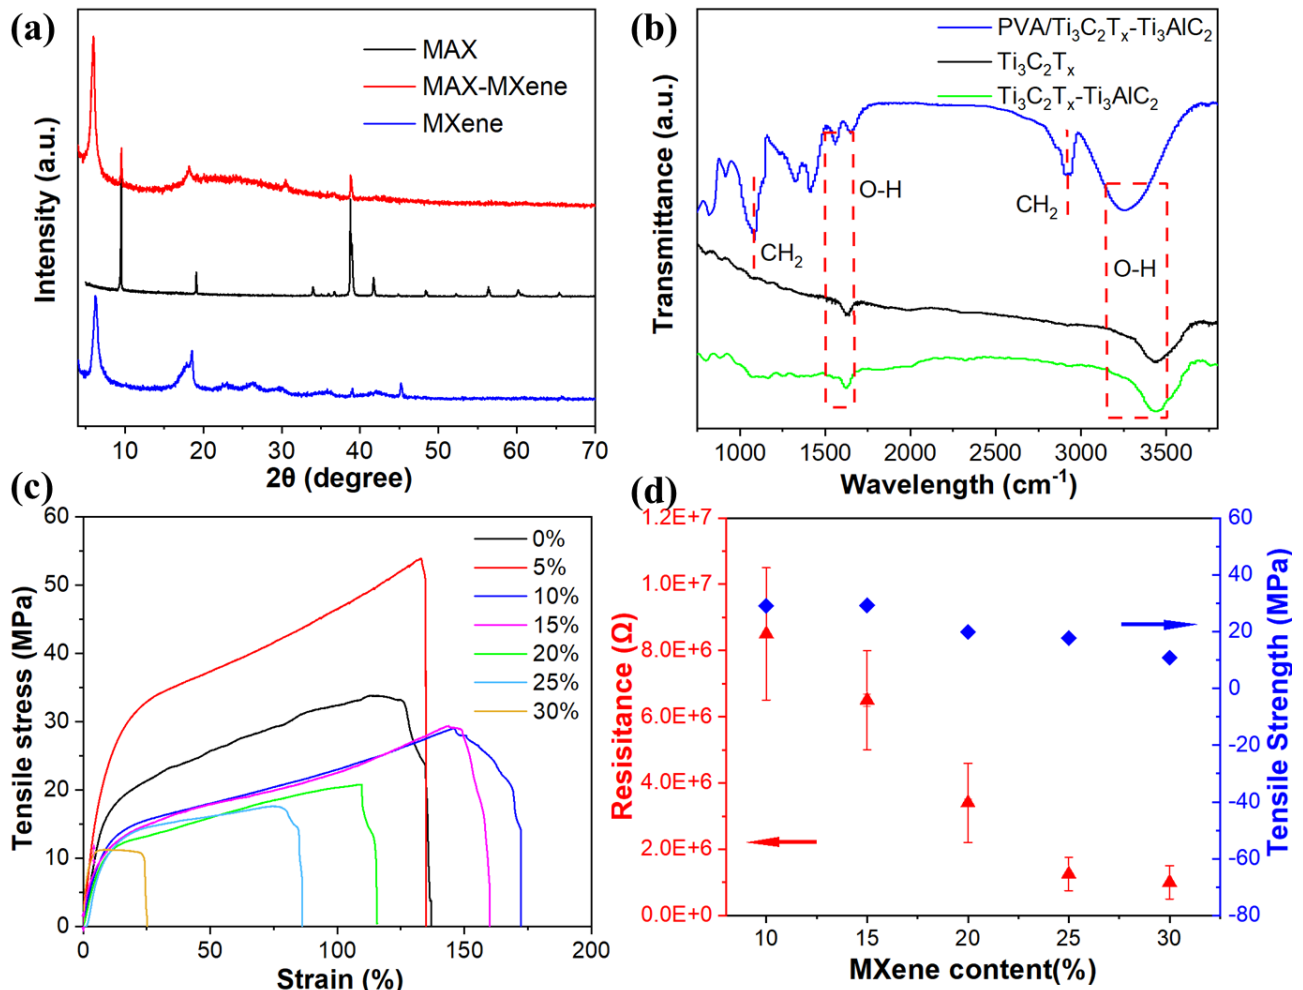 (a)
MAX
MAX-MXene
MXene
Intensity (a.u.)
10 20 30 40 50 60 70
2θ (degree)
(b)
PVA/Ti₃C₂Tₓ-Ti₃AlC₂
Ti₃C₂Tₓ
Ti₃C₂Tₓ-Ti₃AlC₂
Transmittance (a.u.)
O-H
CH₂
CH₂
O-H
1000 1500 2000 2500 3000 3500
Wavelength (cm⁻¹)
(c)
60
50
40
30
20
10
0
Tensile stress (MPa)
0%
5%
10%
15%
20%
25%
30%
0 50 100 150 200
Strain (%)
(d)
1.2E+7
1.0E+7
8.0E+6
6.0E+6
4.0E+6
2.0E+6
0.0E+0
Resisitance (Ω)
60
40
20
0
-20
-40
-60
-80
Tensile Strength (MPa)
10 15 20 25 30
MXene content(%)